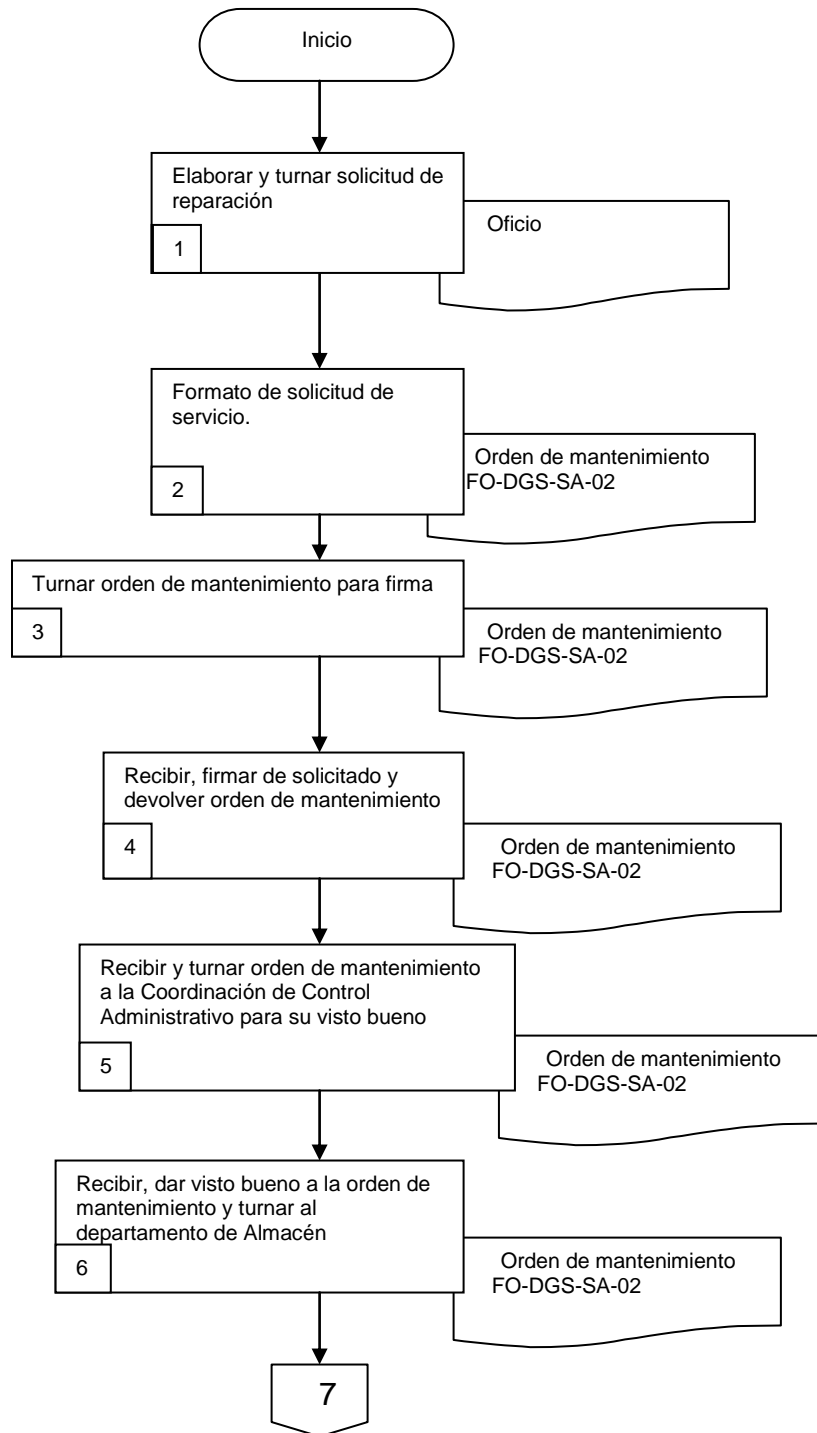 Inicio
Elaborar y turnar solicitud de
reparación
1
Oficio
Formato de solicitud de
servicio.
2
Orden de mantenimiento
FO-DGS-SA-02
Turnar orden de mantenimiento para firma
3
Orden de mantenimiento
FO-DGS-SA-02
Recibir, firmar de solicitado y
devolver orden de mantenimiento
4
Orden de mantenimiento
FO-DGS-SA-02
Recibir y turnar orden de mantenimiento
a la Coordinación de Control
Administrativo para su visto bueno
5
Orden de mantenimiento
FO-DGS-SA-02
Recibir, dar visto bueno a la orden de
mantenimiento y turnar al
departamento de Almacén
6
Orden de mantenimiento
FO-DGS-SA-02
7